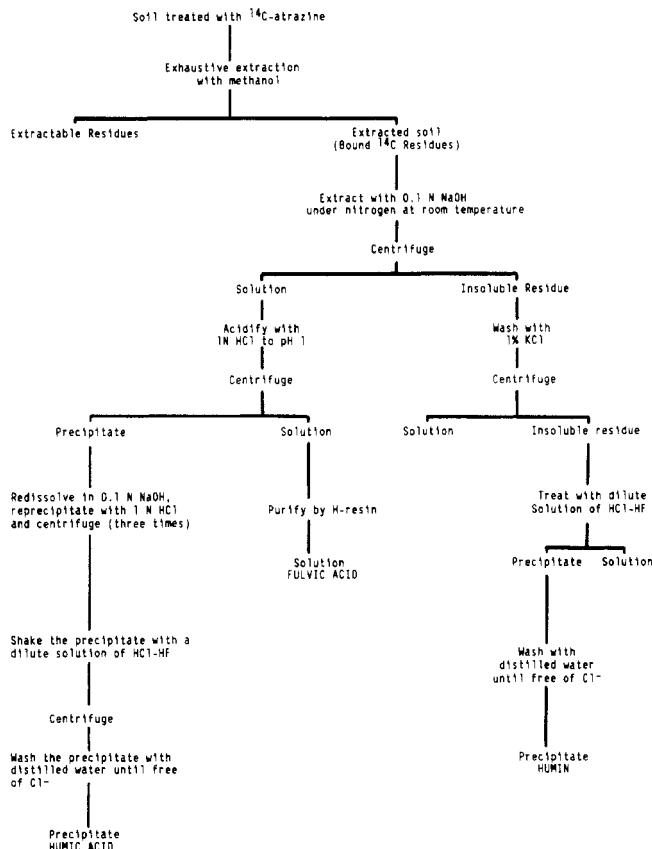 Soil treated with ¹⁴C-atrazine
Exhaustive extraction
with methanol
Extractable Residues
Extracted soil
(Bound ¹⁴C Residues)
Extract with 0.1 N NaOH
under nitrogen at room temperature
Centrifuge
Solution
Insoluble Residue
Acidify with
1N HCl to pH 1
Wash with
1% KCl
Centrifuge
Centrifuge
Precipitate
Solution
Solution
Insoluble residue
Redissolve in 0.1 N NaOH,
reprecipitate with 1 N HCl
and centrifuge (three times)
Purify by H-resin
Treat with dilute
Solution of HCl-HF
Solution
FULVIC ACID
Precipitate
Solution
Shake the precipitate with a
dilute solution of HCl-HF
Wash with
distilled water
until free of Cl-
Centrifuge
Wash the precipitate with
distilled water until free
of Cl-
Precipitate
HUMIN
Precipitate
HUMIC ACID